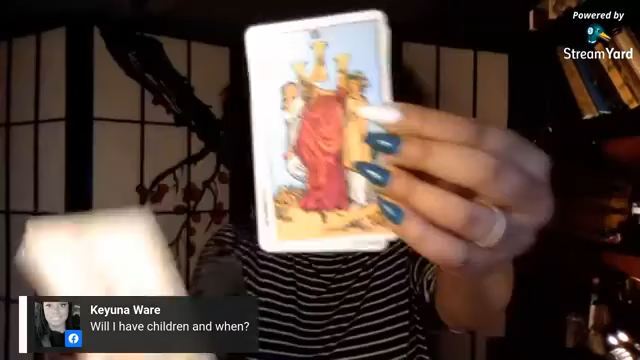 Powered by
StreamYard
Keyuna Ware
Will I have children and when?